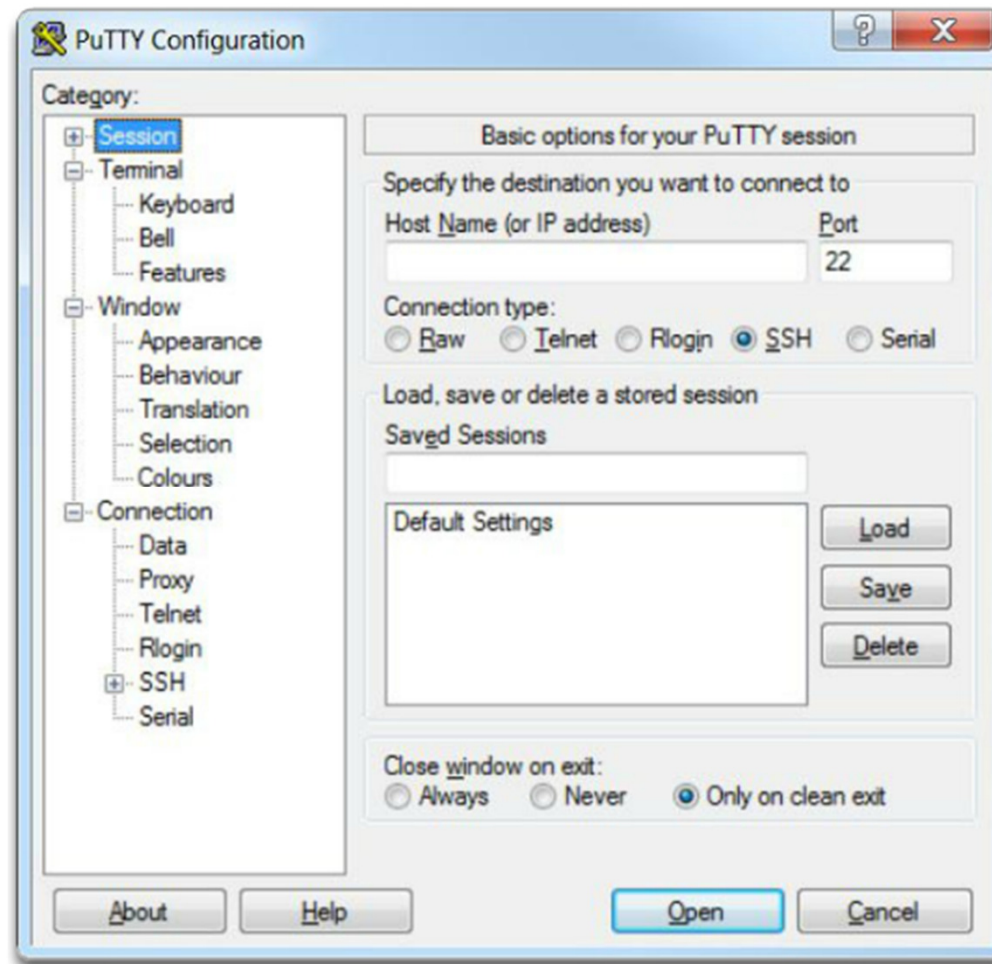 PuTTY Configuration
?
X
Category:
Session
Terminal
Keyboard
Bell
Features
Window
Appearance
Behaviour
Translation
Selection
Colours
Connection
Data
Proxy
Telnet
Rlogin
SSH
Serial
Basic options for your PuTTY session
Specify the destination you want to connect to
Host Name (or IP address) Port
22
Connection type:
Raw Telnet Rlogin SSH Serial
Load, save or delete a stored session
Saved Sessions
Default Settings
Load
Save
Delete
Close window on exit:
Always Never Only on clean exit
About Help Open Cancel